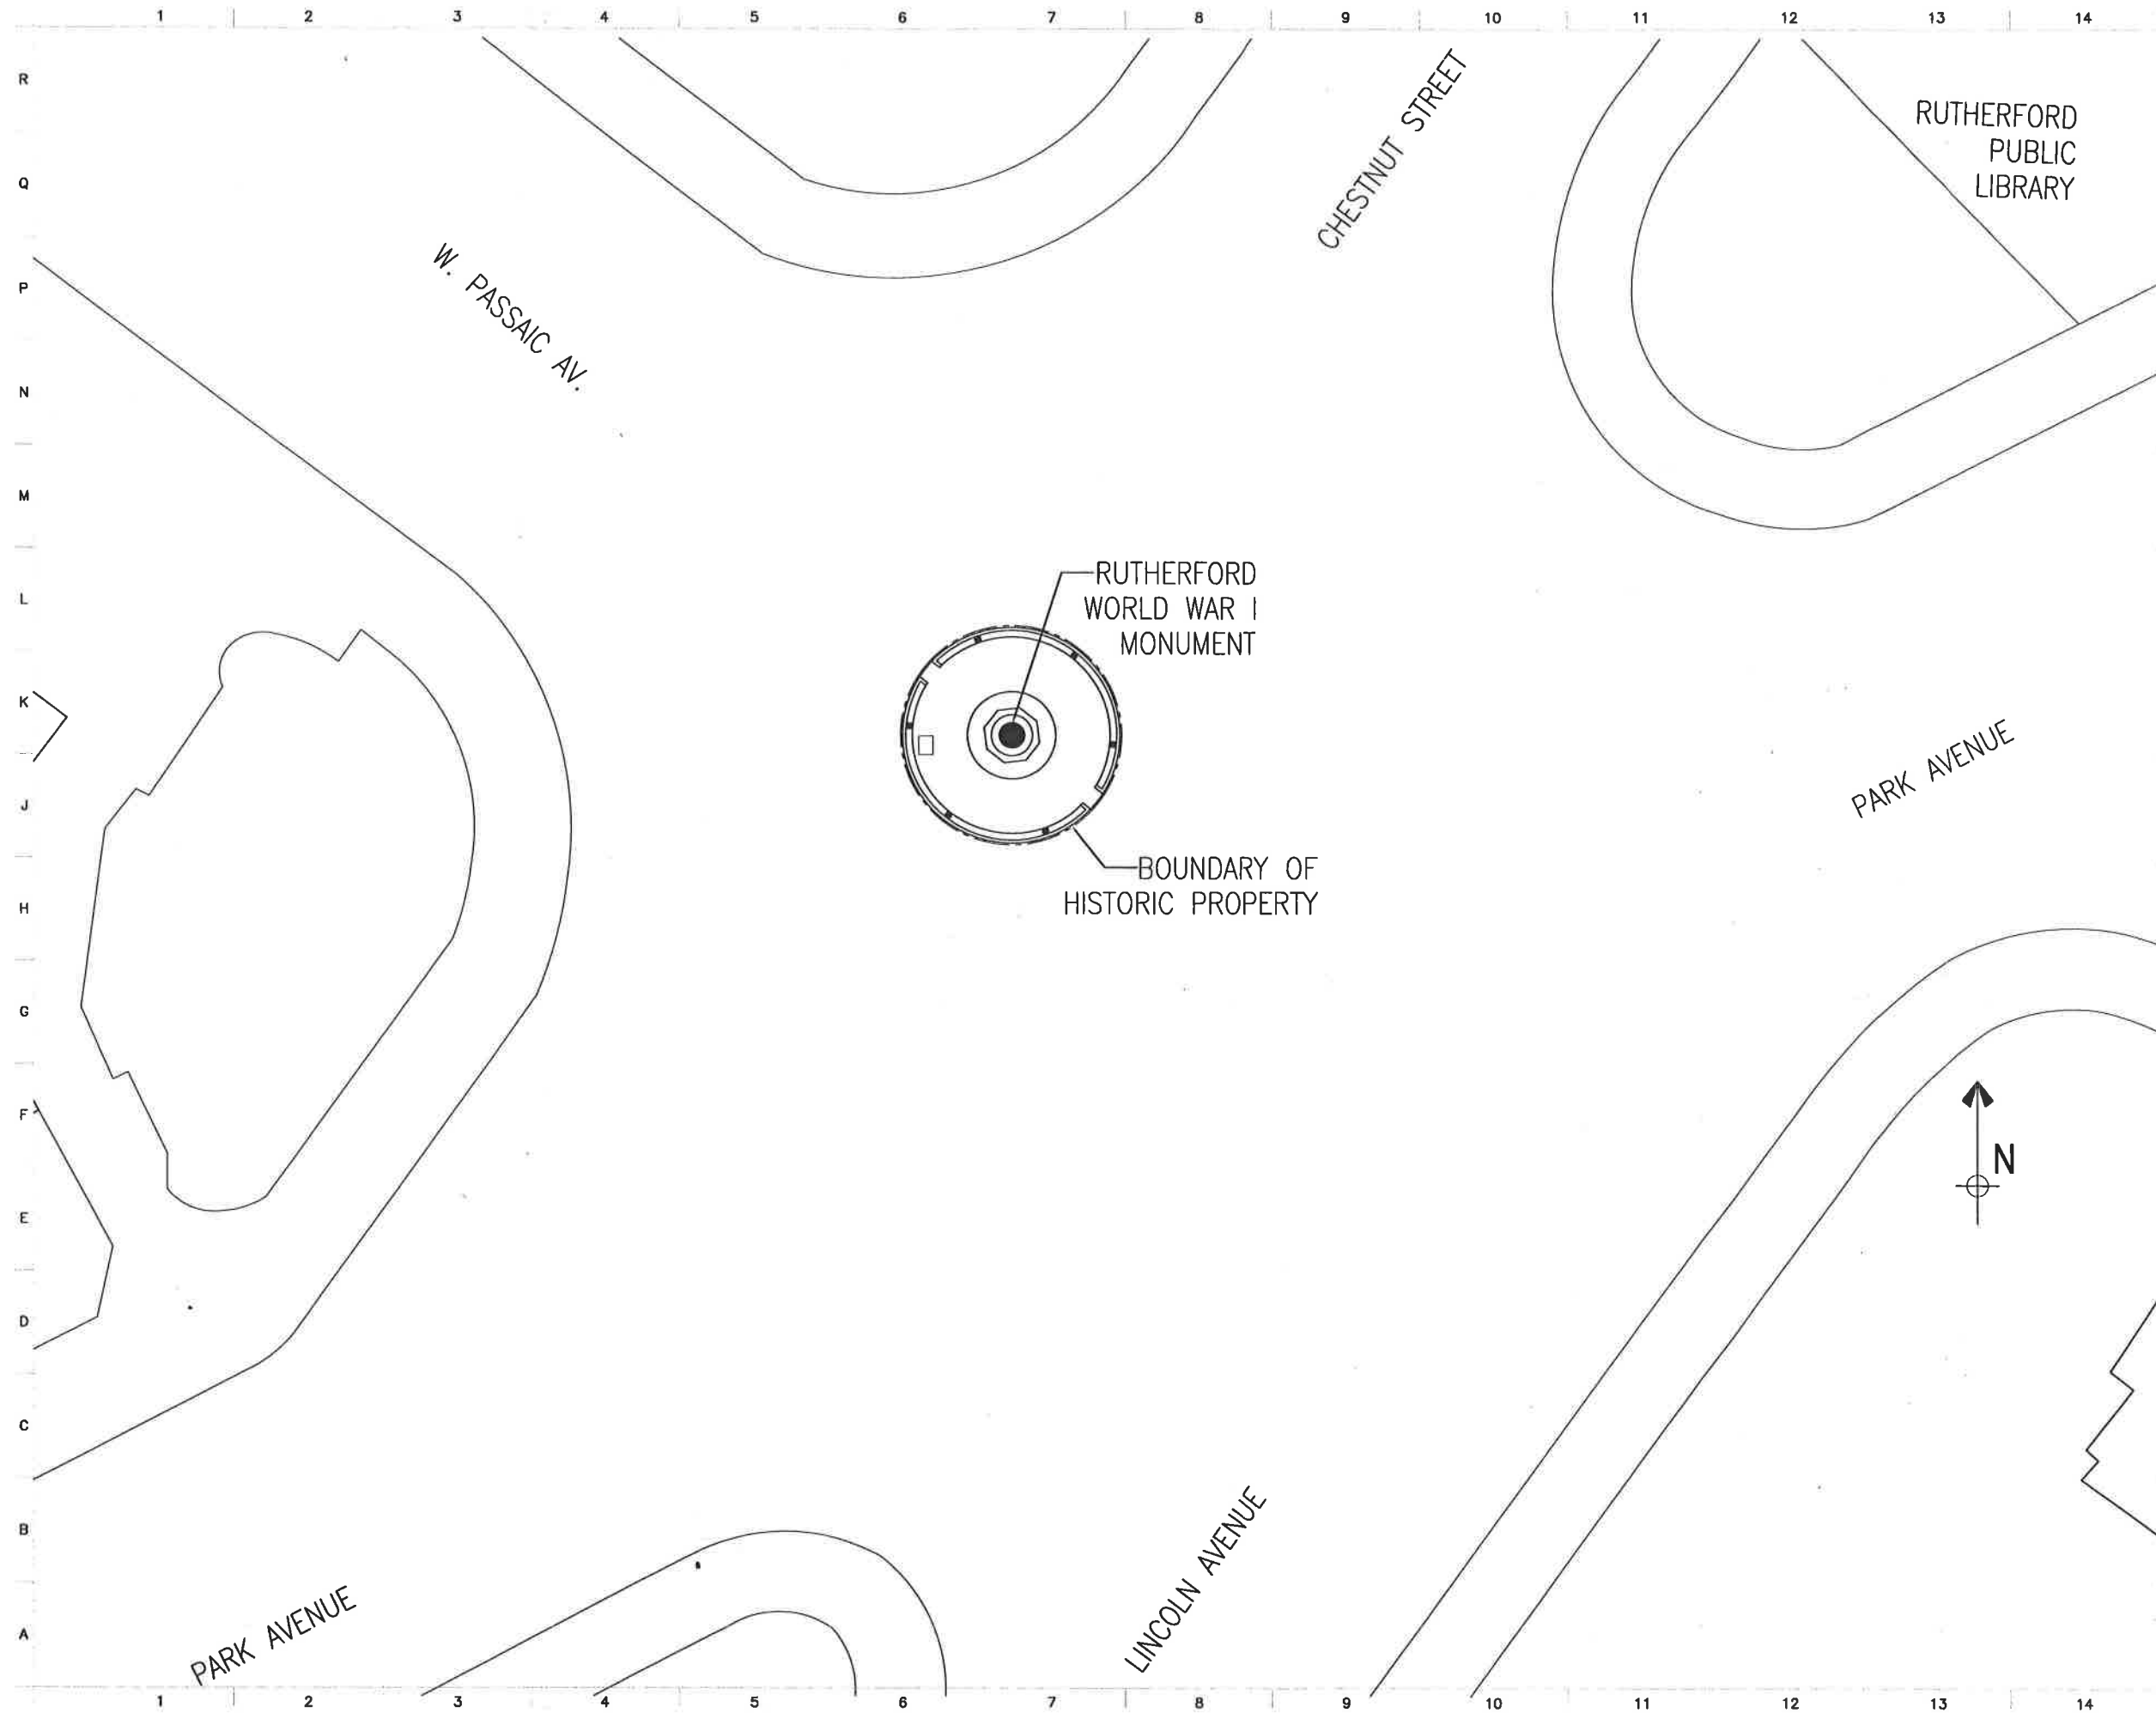 1 2 3 4 5 6 7 8 9 10 11 12 13 14
R
Q
P
N
M
L
K
J
H
G
F
E
D
C
B
A
CHESTNUT STREET
RUTHERFORD
PUBLIC
LIBRARY
W. PASSAIC AV.
RUTHERFORD
WORLD WAR I
MONUMENT
PARK AVENUE
BOUNDARY OF
HISTORIC PROPERTY
N
LINCOLN AVENUE
PARK AVENUE
1 2 3 4 5 6 7 8 9 10 11 12 13 14